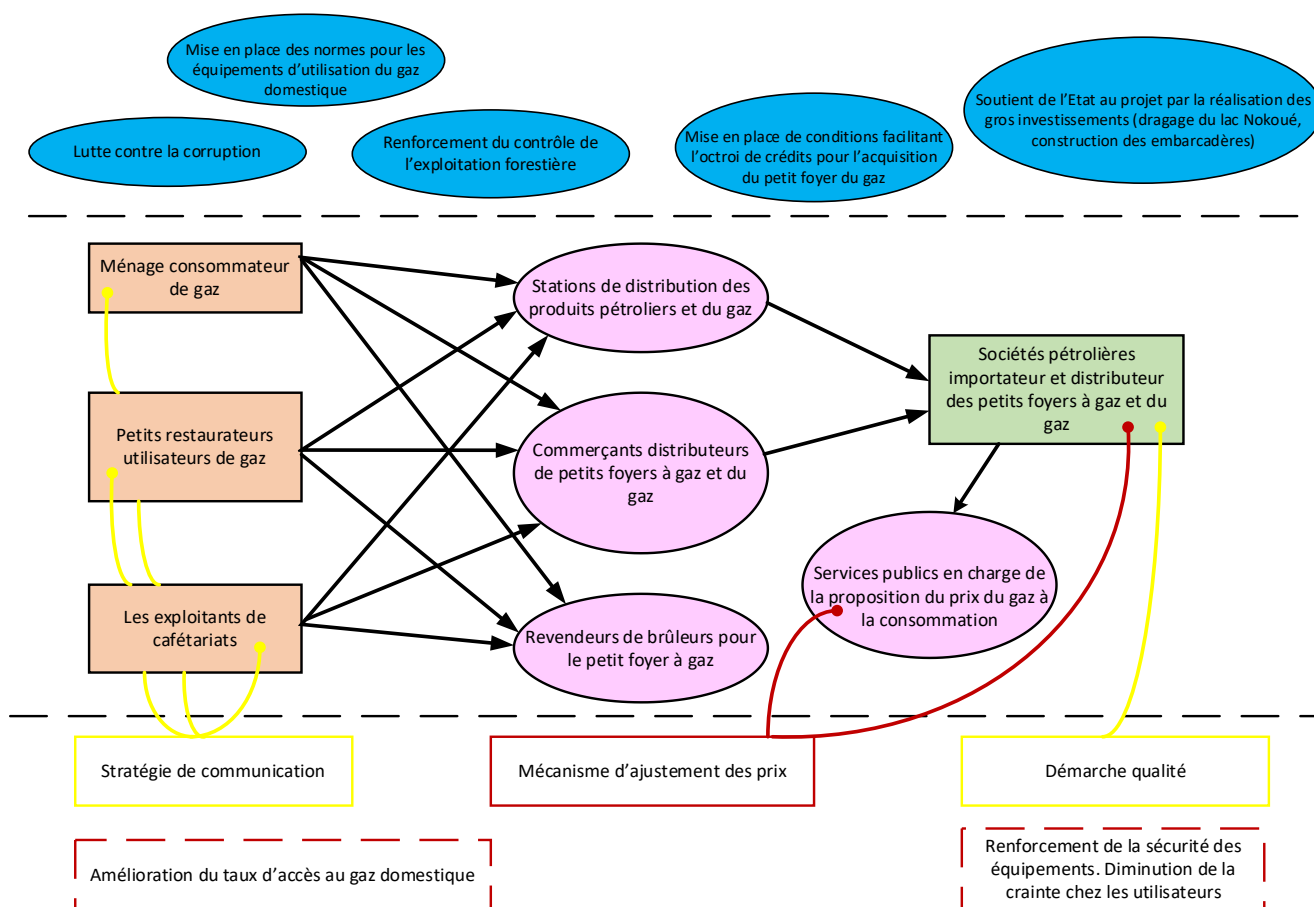 Mise en place des normes pour les
équipements d’utilisation du gaz
domestique
Lutte contre la corruption
Renforcement du contrôle de
l’exploitation forestière
Mise en place de conditions facilitant
l’octroi de crédits pour l’acquisition
du petit foyer du gaz
Soutient de l’Etat au projet par la réalisation des
gros investissements (dragage du lac Nokoué,
construction des embarcadères)
Ménage consommateur
de gaz
Stations de distribution des
produits pétroliers et du gaz
Sociétés pétrolières
importateur et distributeur
des petits foyers à gaz et du
gaz
Petits restaurateurs
utilisateurs de gaz
Commerçants distributeurs
de petits foyers à gaz et du
gaz
Services publics en charge de
la proposition du prix du gaz à
la consommation
Les exploitants de
cafétariats
Revendeurs de brûleurs pour
le petit foyer à gaz
Stratégie de communication
Mécanisme d’ajustement des prix
Démarche qualité
Amélioration du taux d’accès au gaz domestique
Renforcement de la sécurité des
équipements. Diminution de la
crainte chez les utilisateurs